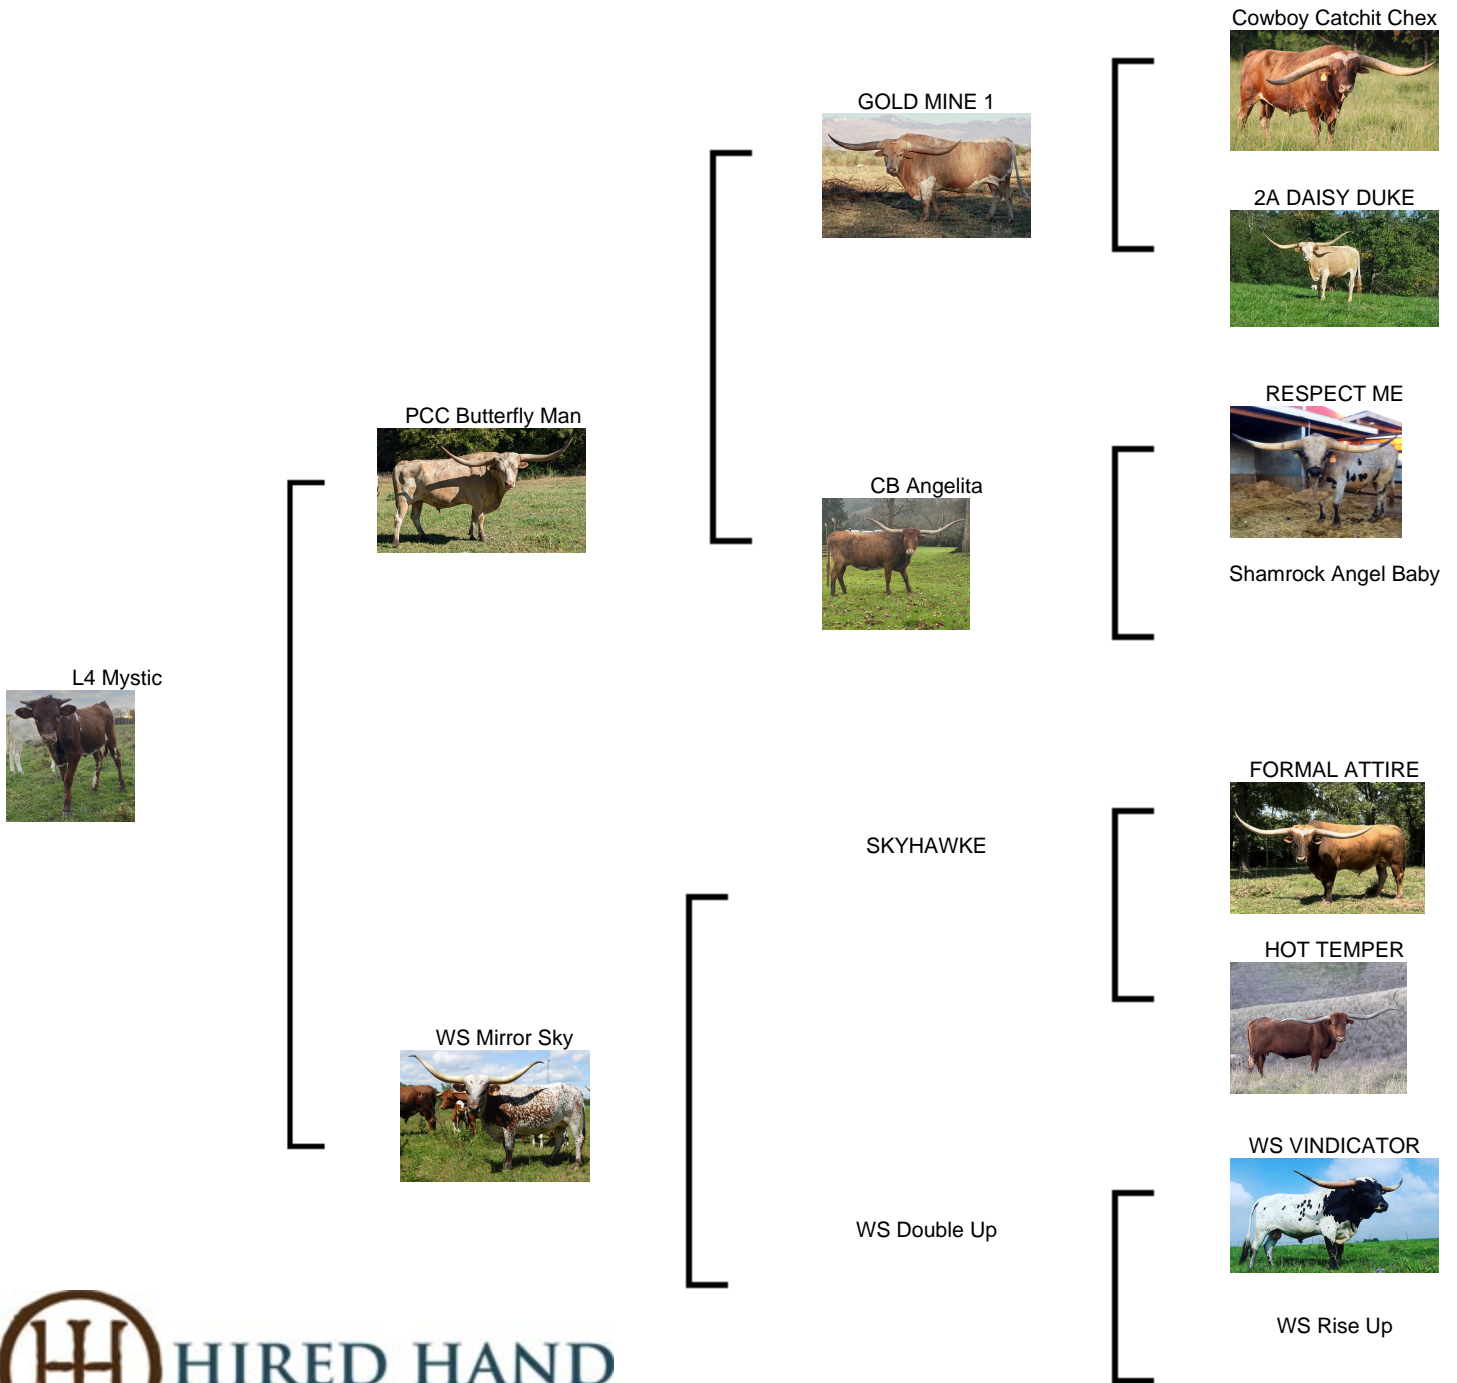 Cowboy Catchit Chex
GOLD MINE 1
2A DAISY DUKE
RESPECT ME
PCC Butterfly Man
CB Angelita
Shamrock Angel Baby
L4 Mystic
FORMAL ATTIRE
SKYHAWKE
HOT TEMPER
WS Mirror Sky
WS VINDICATOR
WS Double Up
WS Rise Up
HIRED HAND